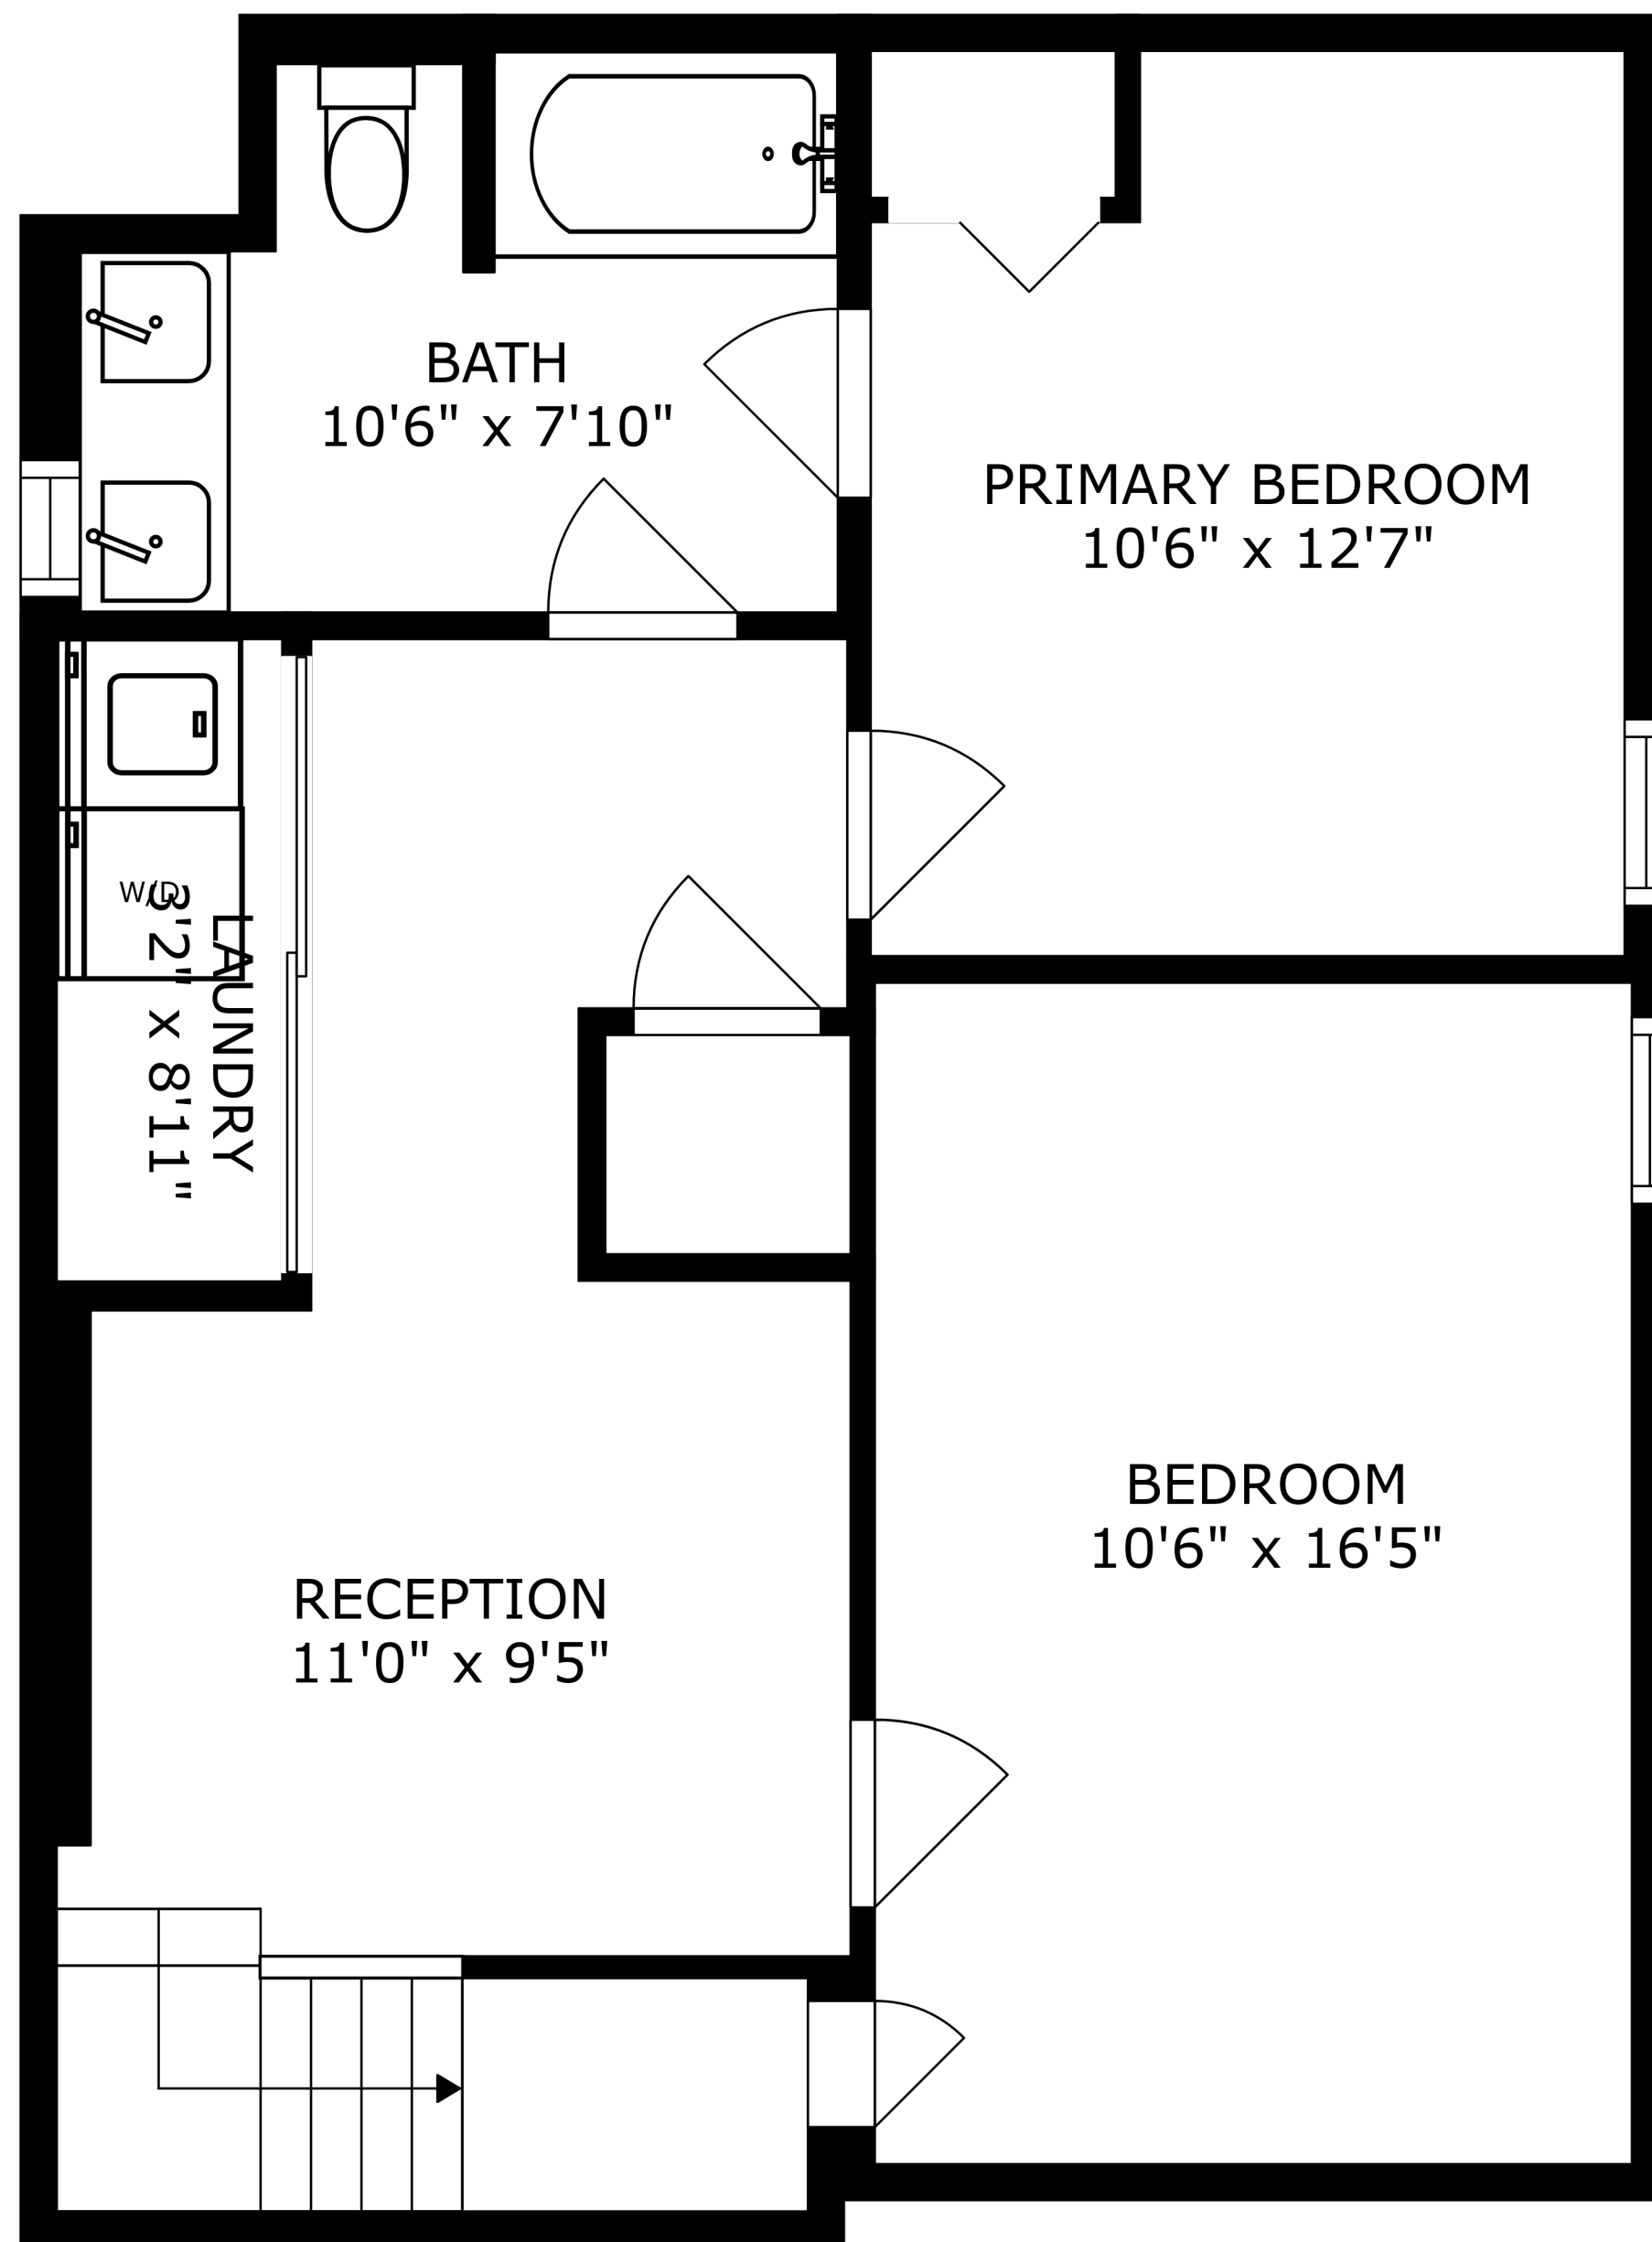 BATH
10'6" x 7'10"
PRIMARY BEDROOM
10'6" x 12'7"
W/D
LAUNDRY
3'2" x 8'11"
BEDROOM
10'6" x 16'5"
RECEPTION
11'0" x 9'5"